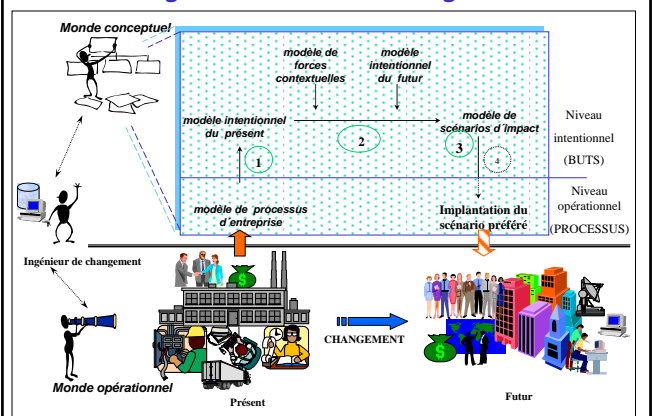 Monde conceptuel
modèle de
forces
contextuelles
modèle
intentionnel
du futur
modèle intentionnel
du présent
modèle de
scénarios d´impact
1
2
3
4
Niveau
intentionnel
(BUTS)
Niveau
opérationnel
(PROCESSUS)
modèle de processus
d´entreprise
Implantation du
scénario préféré
Ingénieur de changement
$
CHANGEMENT
$
Monde opérationnel
Présent
Futur